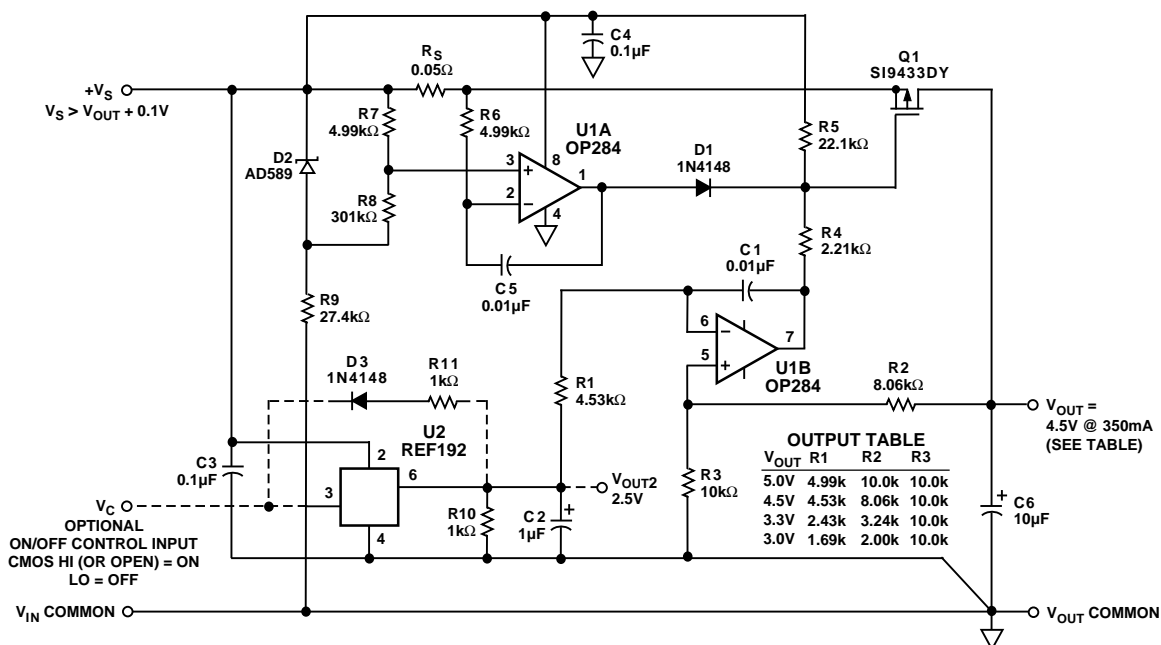 C4
0.1µF
RS
0.05Ω
Q1
SI9433DY
+VS
VS > VOUT + 0.1V
R7
4.99kΩ
R6
4.99kΩ
U1A
OP284
R5
22.1kΩ
D1
1N4148
D2
AD589
3
+
8
1
2
−
4
R8
301kΩ
R4
2.21kΩ
C5
0.01µF
C1
0.01µF
R9
27.4kΩ
6
−
7
5
+
U1B
OP284
R2
8.06kΩ
D3
1N4148
R11
1kΩ
R1
4.53kΩ
VOUT =
4.5V @ 350mA
(SEE TABLE)
U2
REF192
OUTPUT TABLE
VOUT R1 R2 R3
5.0V 4.99k 10.0k 10.0k
4.5V 4.53k 8.06k 10.0k
3.3V 2.43k 3.24k 10.0k
3.0V 1.69k 2.00k 10.0k
C3
0.1µF
2
6
3
4
VOUT2
2.5V
R3
10kΩ
R10
1kΩ
C2
1µF
+
+
C6
10µF
VC
OPTIONAL
ON/OFF CONTROL INPUT
CMOS HI (OR OPEN) = ON
LO = OFF
VIN COMMON
VOUT COMMON